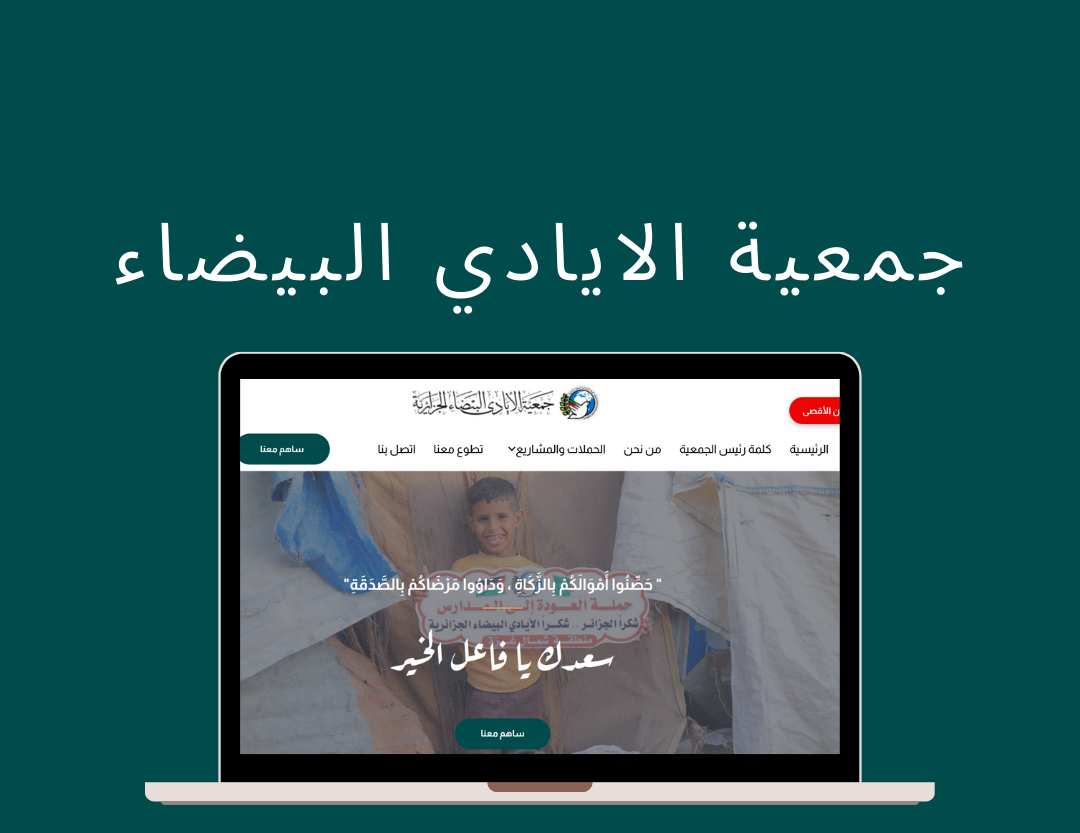 جمعية الايادي البيضاء
جمعية الأيادي البيضاء الجزائرية
ن الأقصى
الرئيسية
كلمة رئيس الجمعية
من نحن
الحملات والمشاريع
تطوع معنا
اتصل بنا
ساهم معنا
" حَصِّنُوا أَمْوَالَكُمْ بِالزَّكَاةِ ، وَدَاوُوا مَرْضَاكُمْ بِالصَّدَقَةِ"
حملة العودة إلى المدارس
شكرا الجزائر .. شكراً الأيادي البيضاء الجزائرية
سعدك يا فاعل الخير
ساهم معنا